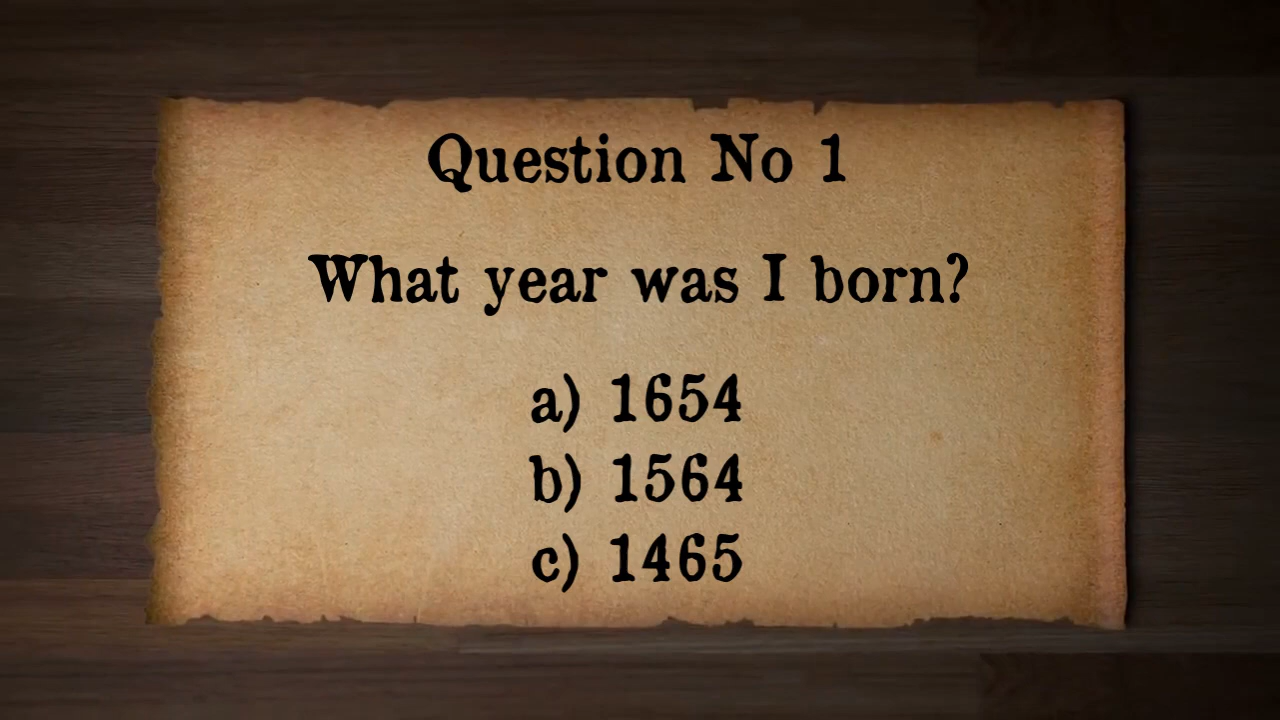 Question No 1
What year was I born?
a) 1654
b) 1564
c) 1465